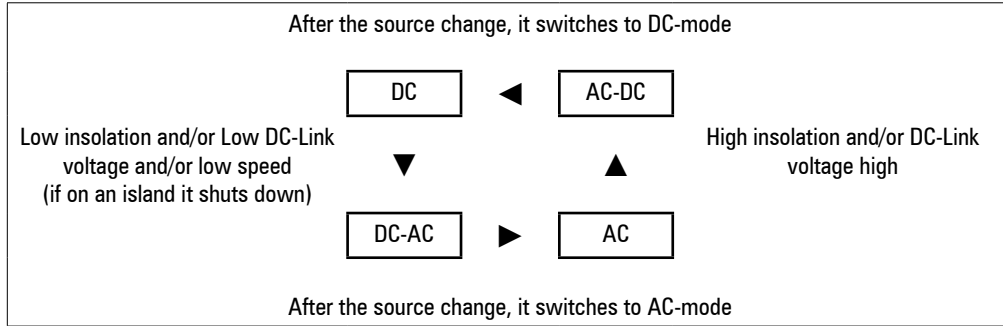 After the source change, it switches to DC-mode
DC
AC-DC
Low insolation and/or Low DC-Link
voltage and/or low speed
(if on an island it shuts down)
High insolation and/or DC-Link
voltage high
DC-AC
AC
After the source change, it switches to AC-mode